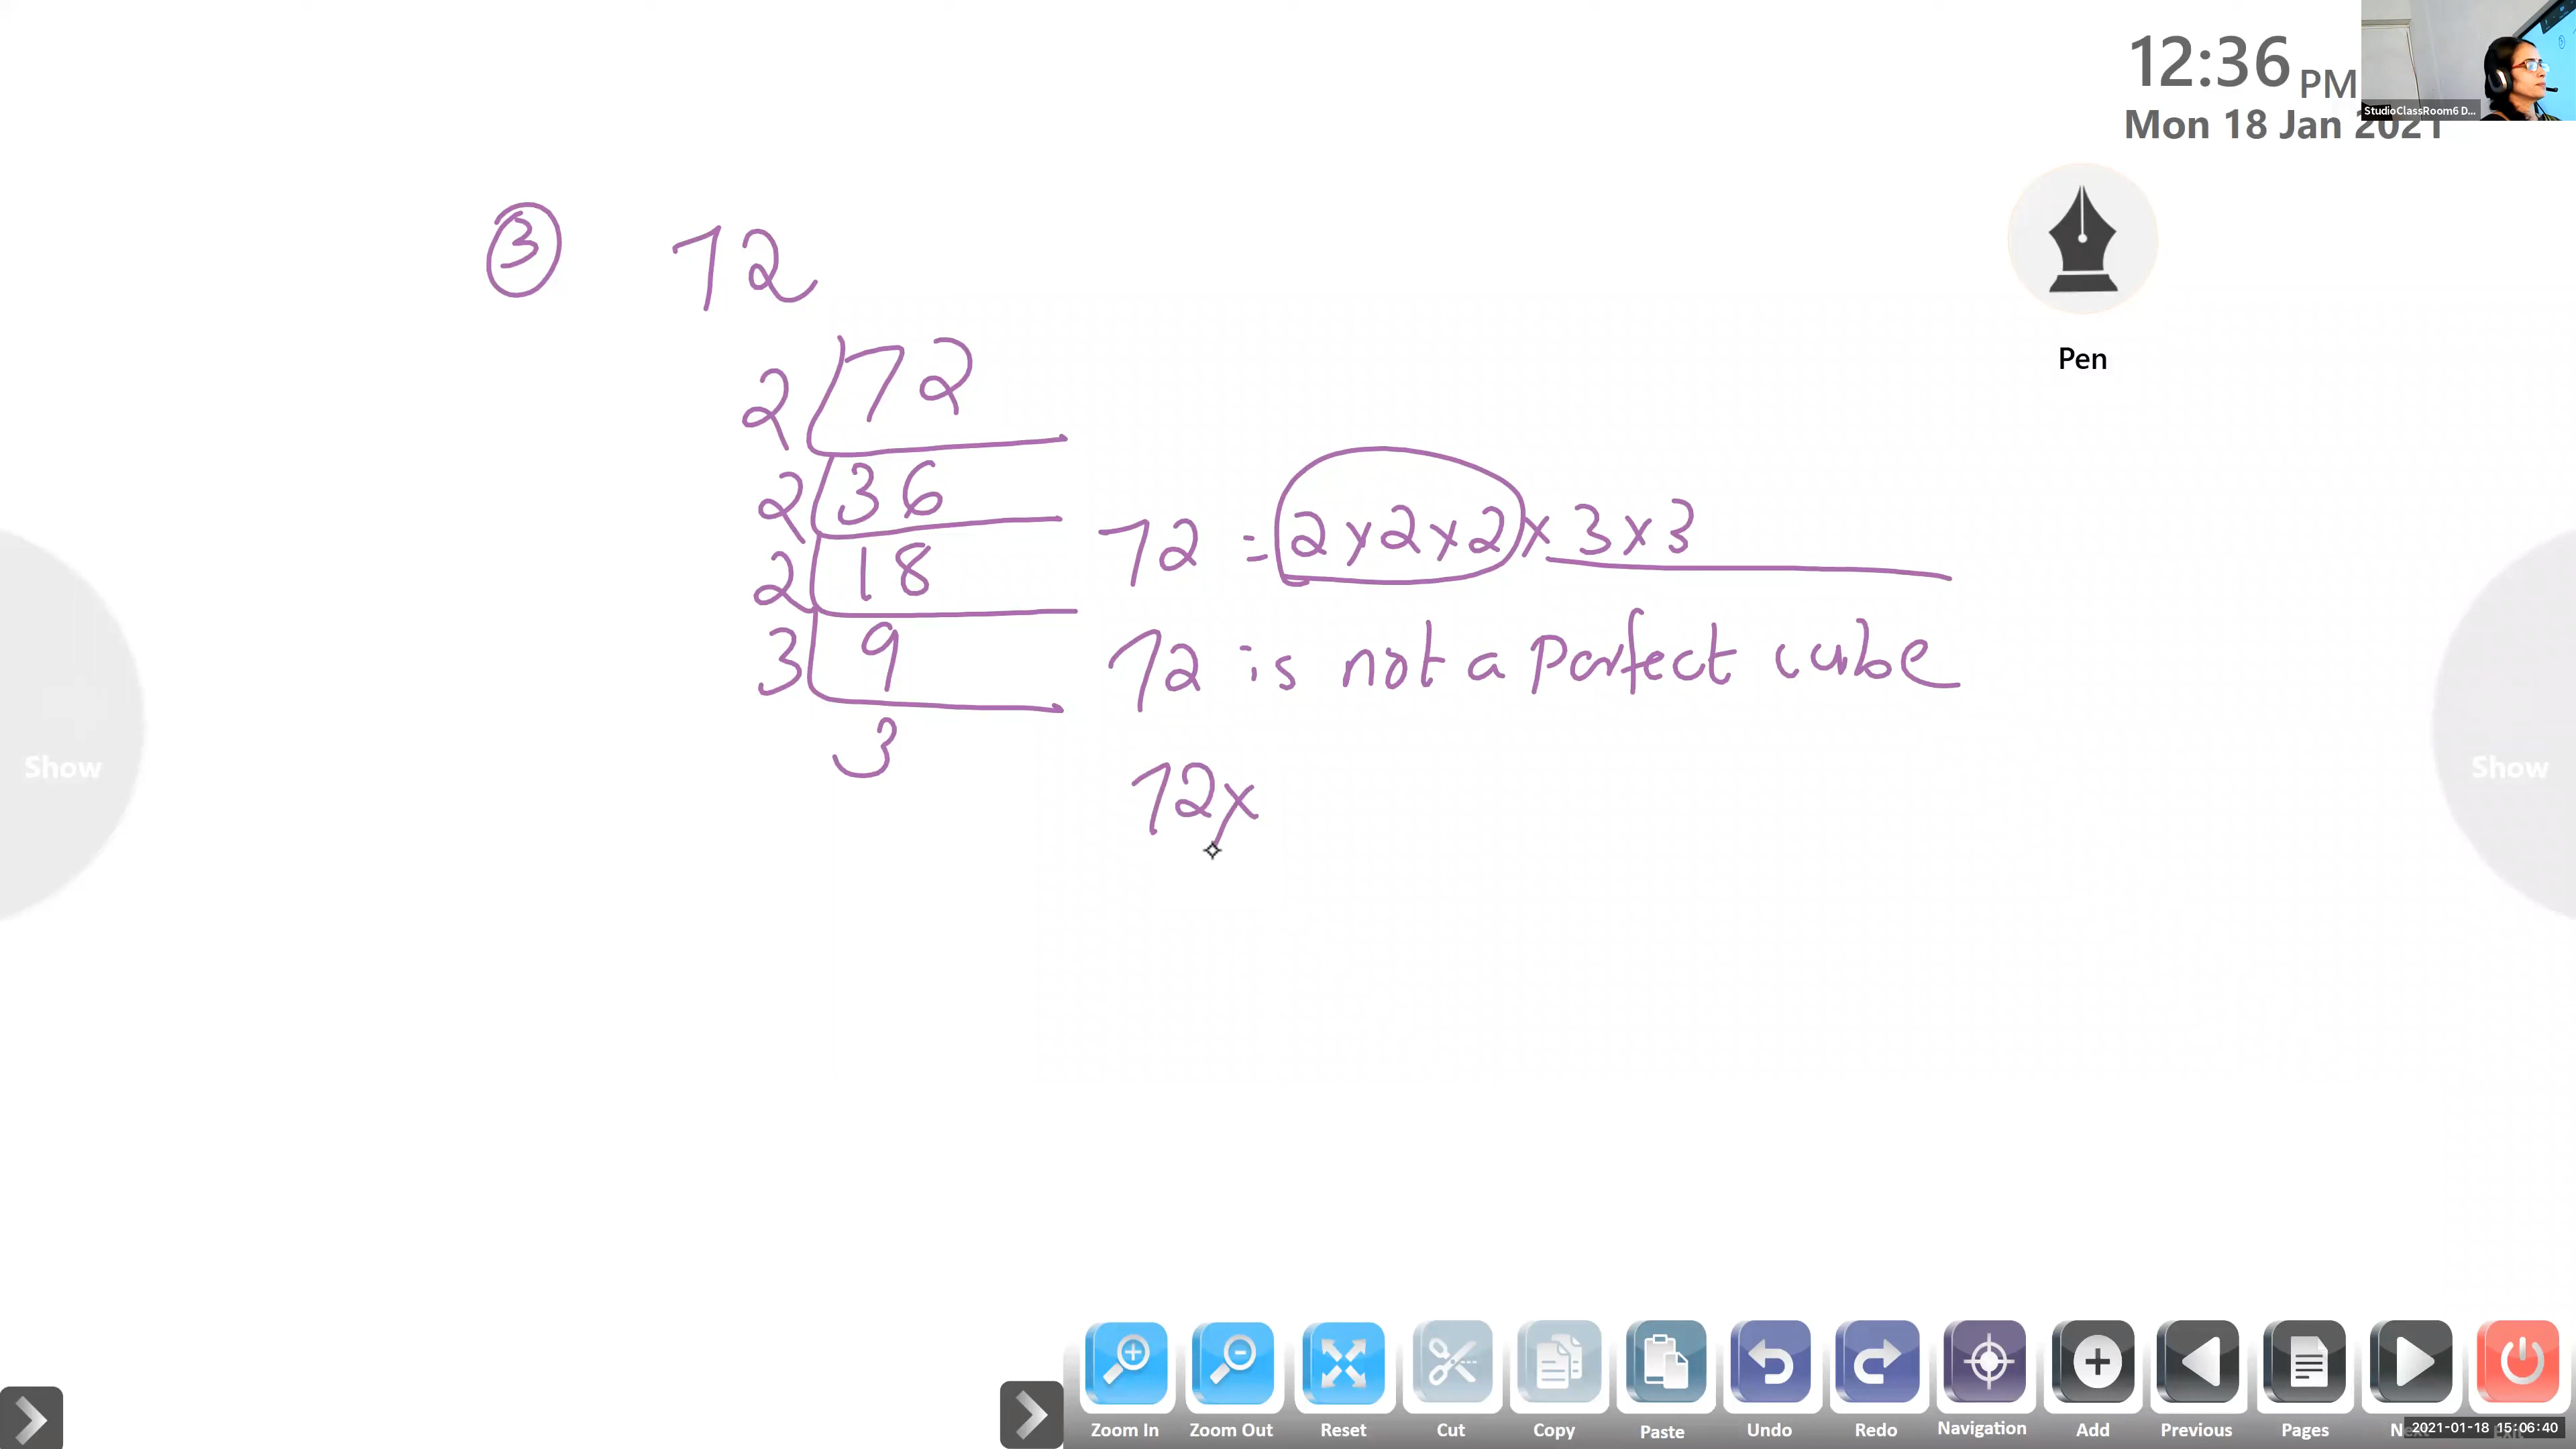 12:36 PM
Mon 18 Jan 2021
StudioClassRoom6 D...
Pen
3 72
2 72
2 36
2 18
3 9
3
72 = 2 x 2 x 2 x 3 x 3
72 is not a perfect cube
72x
Show
Show
Zoom In
Zoom Out
Reset
Cut
Copy
Paste
Undo
Redo
Navigation
Add
Previous
Pages
2021-01-18 15:06:40